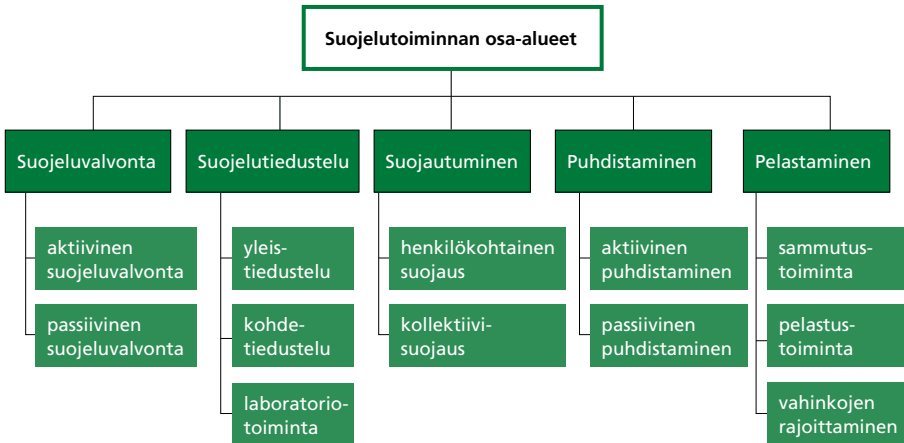 Suojelutoiminnan osa-alueet
Suojeluvalvonta
aktiivinen
suojeluvalvonta
passiivinen
suojeluvalvonta
Suojelutiedustelu
yleis-
tiedustelu
kohde-
tiedustelu
laboratorio-
toiminta
Suojautuminen
henkilökohtainen
suojaus
kollektiivi-
suojaus
Puhdistaminen
aktiivinen
puhdistaminen
passiivinen
puhdistaminen
Pelastaminen
sammutus-
toiminta
pelastus-
toiminta
vahinkojen
rajoittaminen